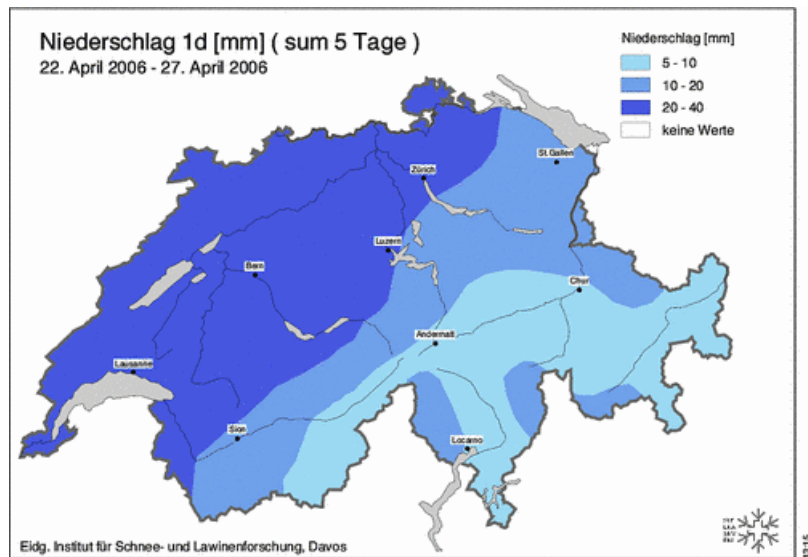 Niederschlag 1d [mm] ( sum 5 Tage )
22. April 2006 - 27. April 2006
Niederschlag [mm]
5 - 10
10 - 20
20 - 40
keine Werte
St.Gallen
Zürich
Luzern
Bern
Chur
Andermatt
Lausanne
Sion
Locarno
Eidg. Institut für Schnee- und Lawinenforschung, Davos